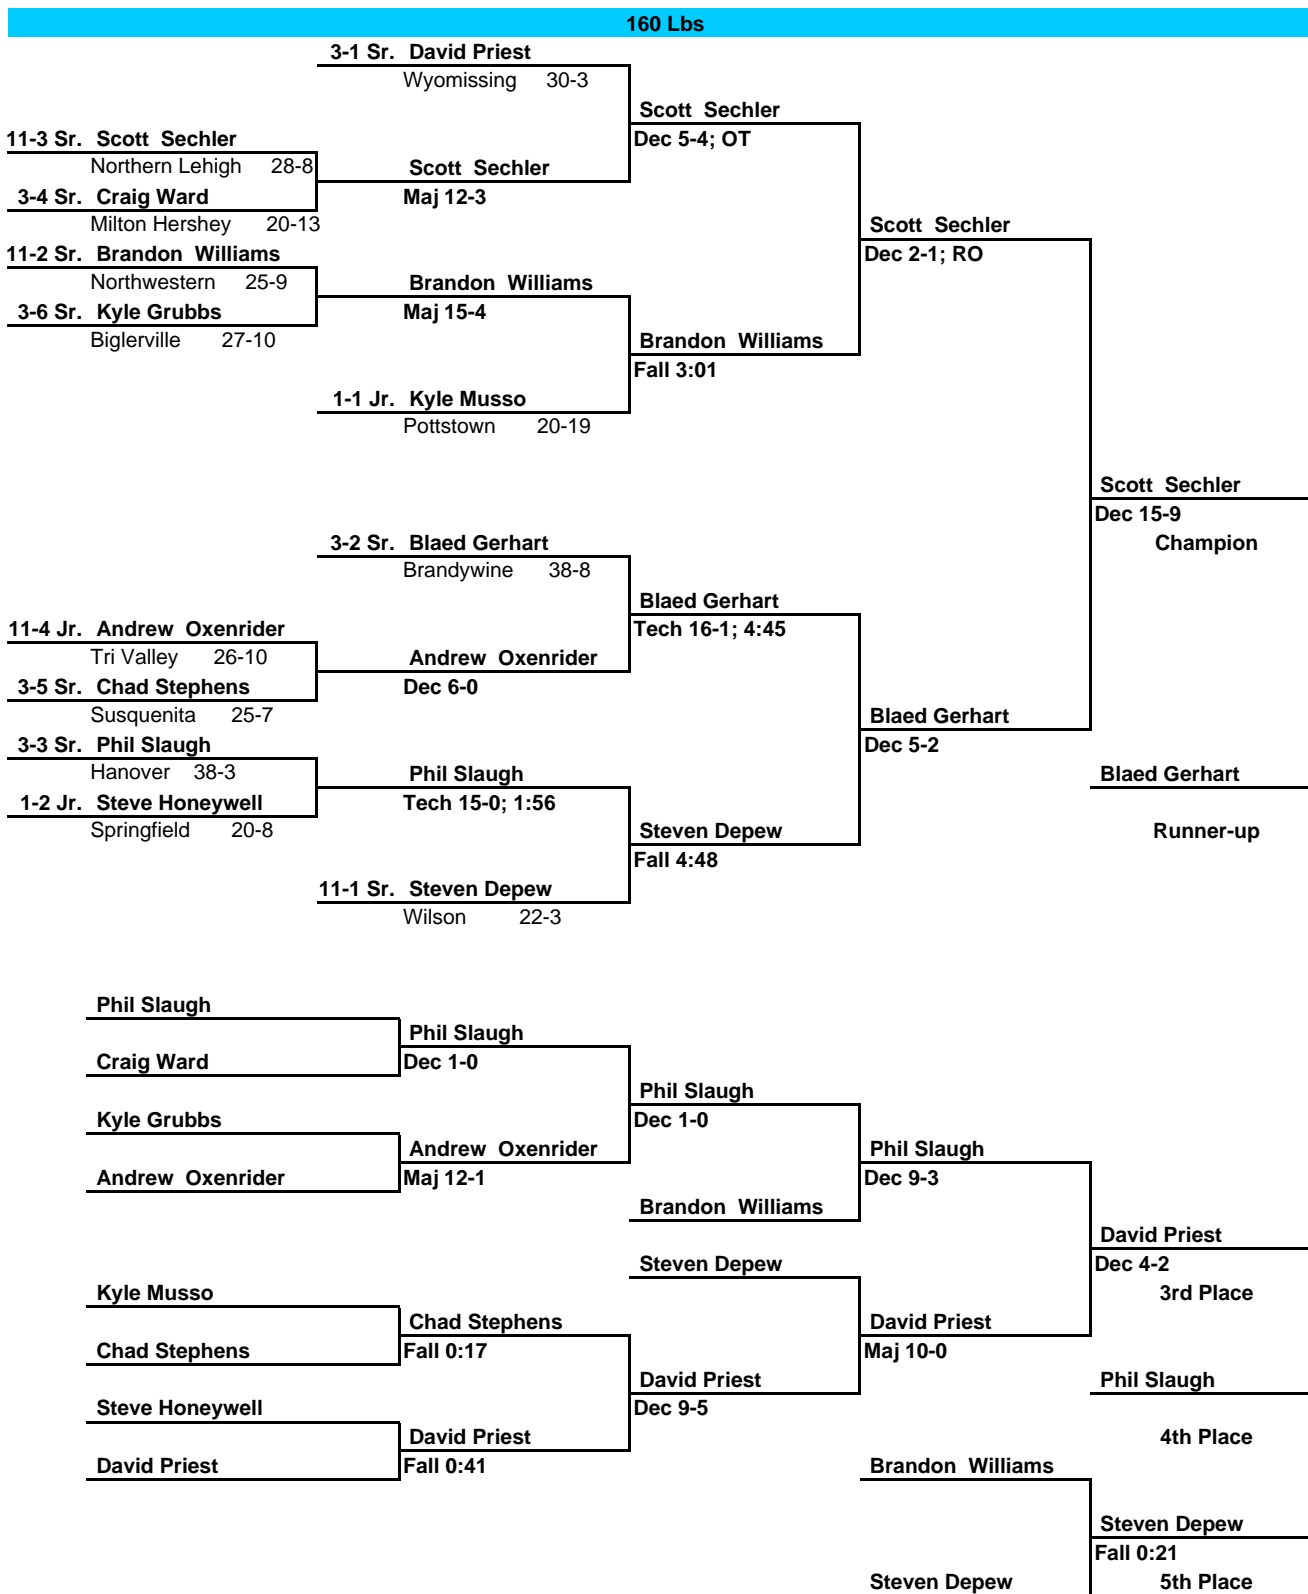 160 Lbs
3-1 Sr. David Priest
Wyomissing 30-3
Scott Sechler
11-3 Sr. Scott Sechler Dec 5-4; OT
Northern Lehigh 28-8 Scott Sechler
3-4 Sr. Craig Ward Maj 12-3
Milton Hershey 20-13 Scott Sechler
11-2 Sr. Brandon Williams Dec 2-1; RO
Northwestern 25-9 Brandon Williams
3-6 Sr. Kyle Grubbs Maj 15-4
Biglerville 27-10 Brandon Williams
Fall 3:01
1-1 Jr. Kyle Musso
Pottstown 20-19
Scott Sechler
Dec 15-9
3-2 Sr. Blaed Gerhart Champion
Brandywine 38-8
Blaed Gerhart
11-4 Jr. Andrew Oxenrider Tech 16-1; 4:45
Tri Valley 26-10 Andrew Oxenrider
3-5 Sr. Chad Stephens Dec 6-0
Susquenita 25-7 Blaed Gerhart
3-3 Sr. Phil Slaugh Dec 5-2
Hanover 38-3 Phil Slaugh Blaed Gerhart
1-2 Jr. Steve Honeywell Tech 15-0; 1:56
Springfield 20-8 Steven Depew Runner-up
Fall 4:48
11-1 Sr. Steven Depew
Wilson 22-3
Phil Slaugh
Phil Slaugh
Craig Ward Dec 1-0
Phil Slaugh
Kyle Grubbs Dec 1-0
Andrew Oxenrider Phil Slaugh
Andrew Oxenrider Maj 12-1 Dec 9-3
Brandon Williams
David Priest
Steven Depew Dec 4-2
Kyle Musso 3rd Place
Chad Stephens David Priest
Chad Stephens Fall 0:17 Maj 10-0
David Priest Phil Slaugh
Steve Honeywell Dec 9-5
David Priest 4th Place
David Priest Fall 0:41 Brandon Williams
Steven Depew
Fall 0:21
Steven Depew 5th Place